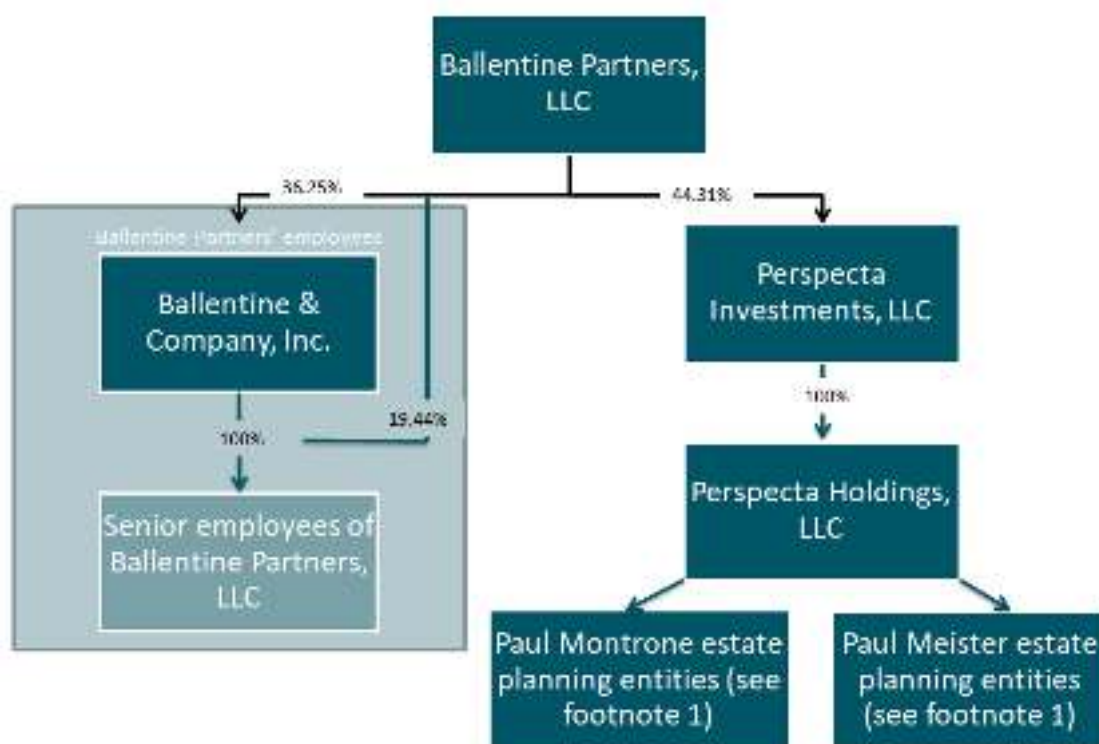 Ballentine Partners,
LLC
36.25%
44.31%
Ballentine Partners' employees
Ballentine &
Company, Inc.
Perspecta
Investments, LLC
19.44%
100%
100%
Senior employees of
Ballentine Partners,
LLC
Perspecta Holdings,
LLC
Paul Montrone estate
planning entities (see
footnote 1)
Paul Meister estate
planning entities
(see footnote 1)